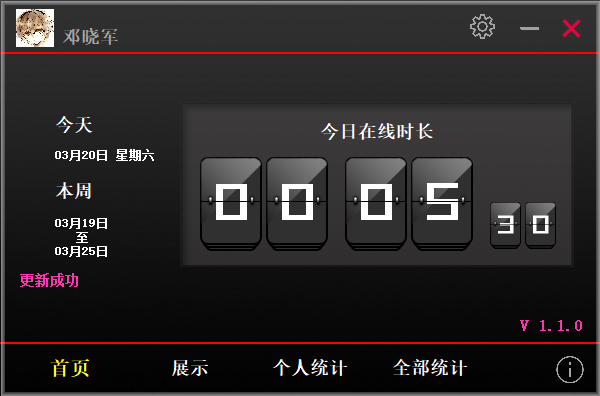 邓晓军
今天
03月20日 星期六
本周
03月19日
至
03月25日
更新成功
今日在线时长
00 05 30
V 1.1.0
首页 展示 个人统计 全部统计